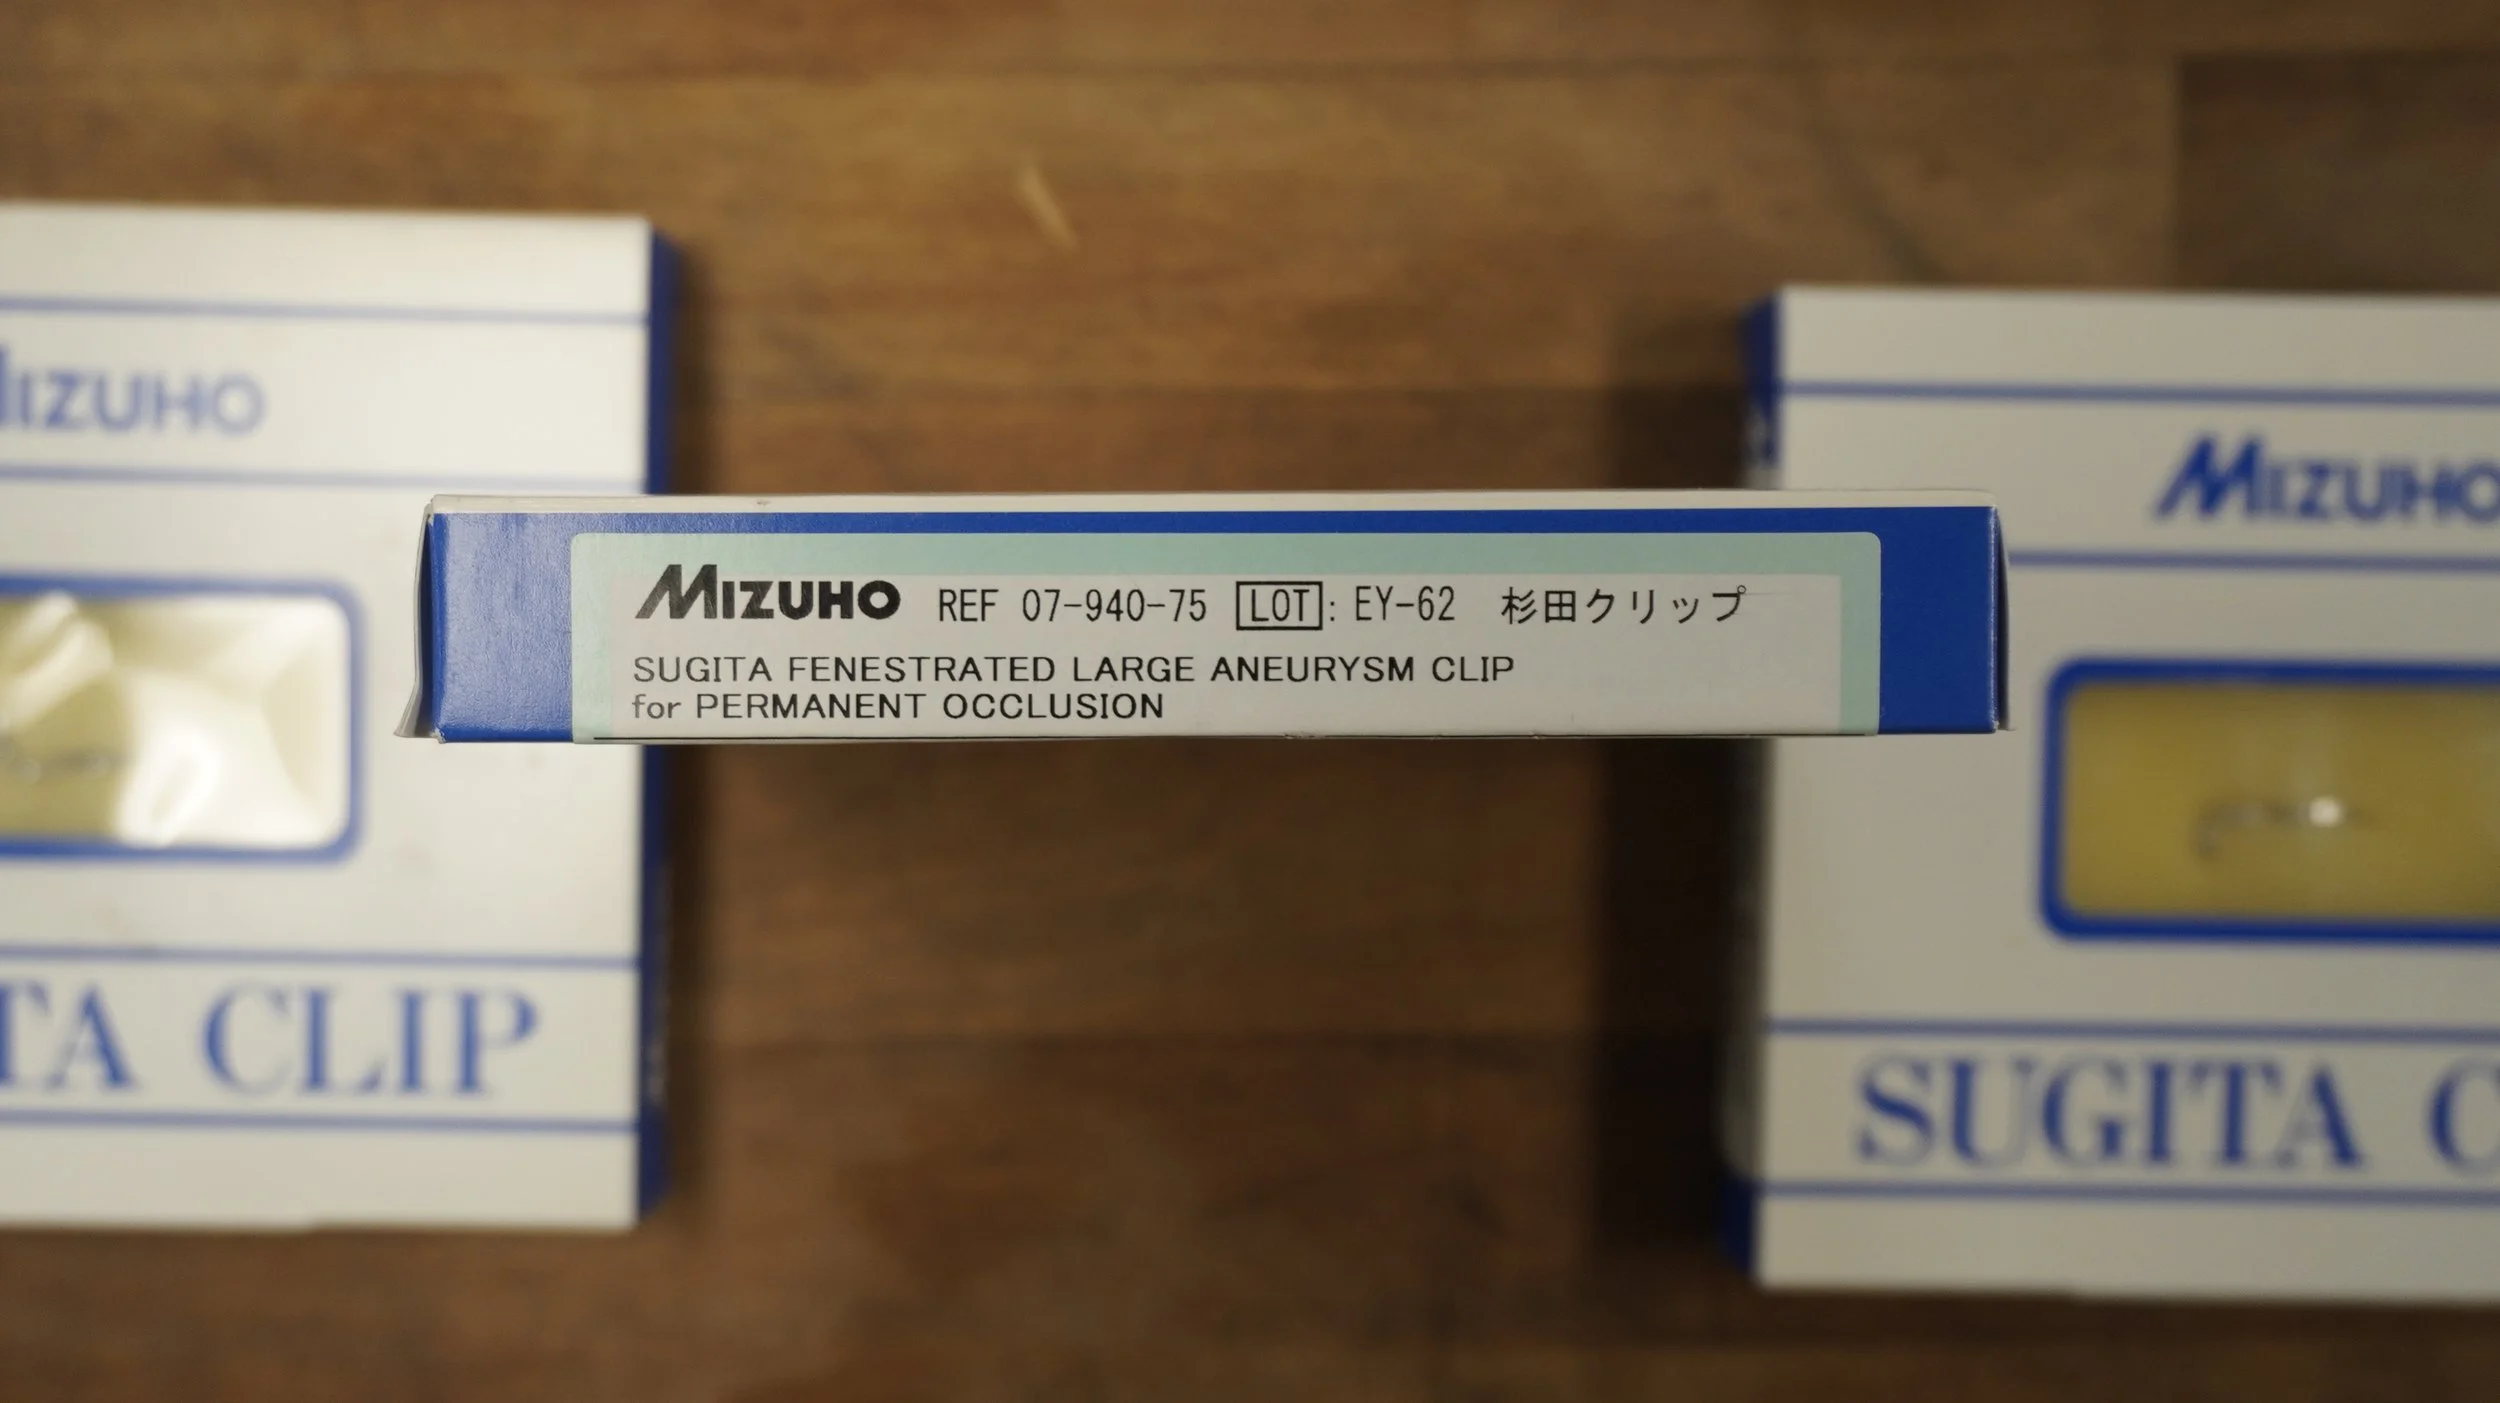 MIZUHO
MIZUHO
MIZUHO REF 07-940-75 LOT: EY-62 杉田クリップ
SUGITA FENESTRATED LARGE ANEURYSM CLIP
for PERMANENT OCCLUSION
CLIP
SUGITA